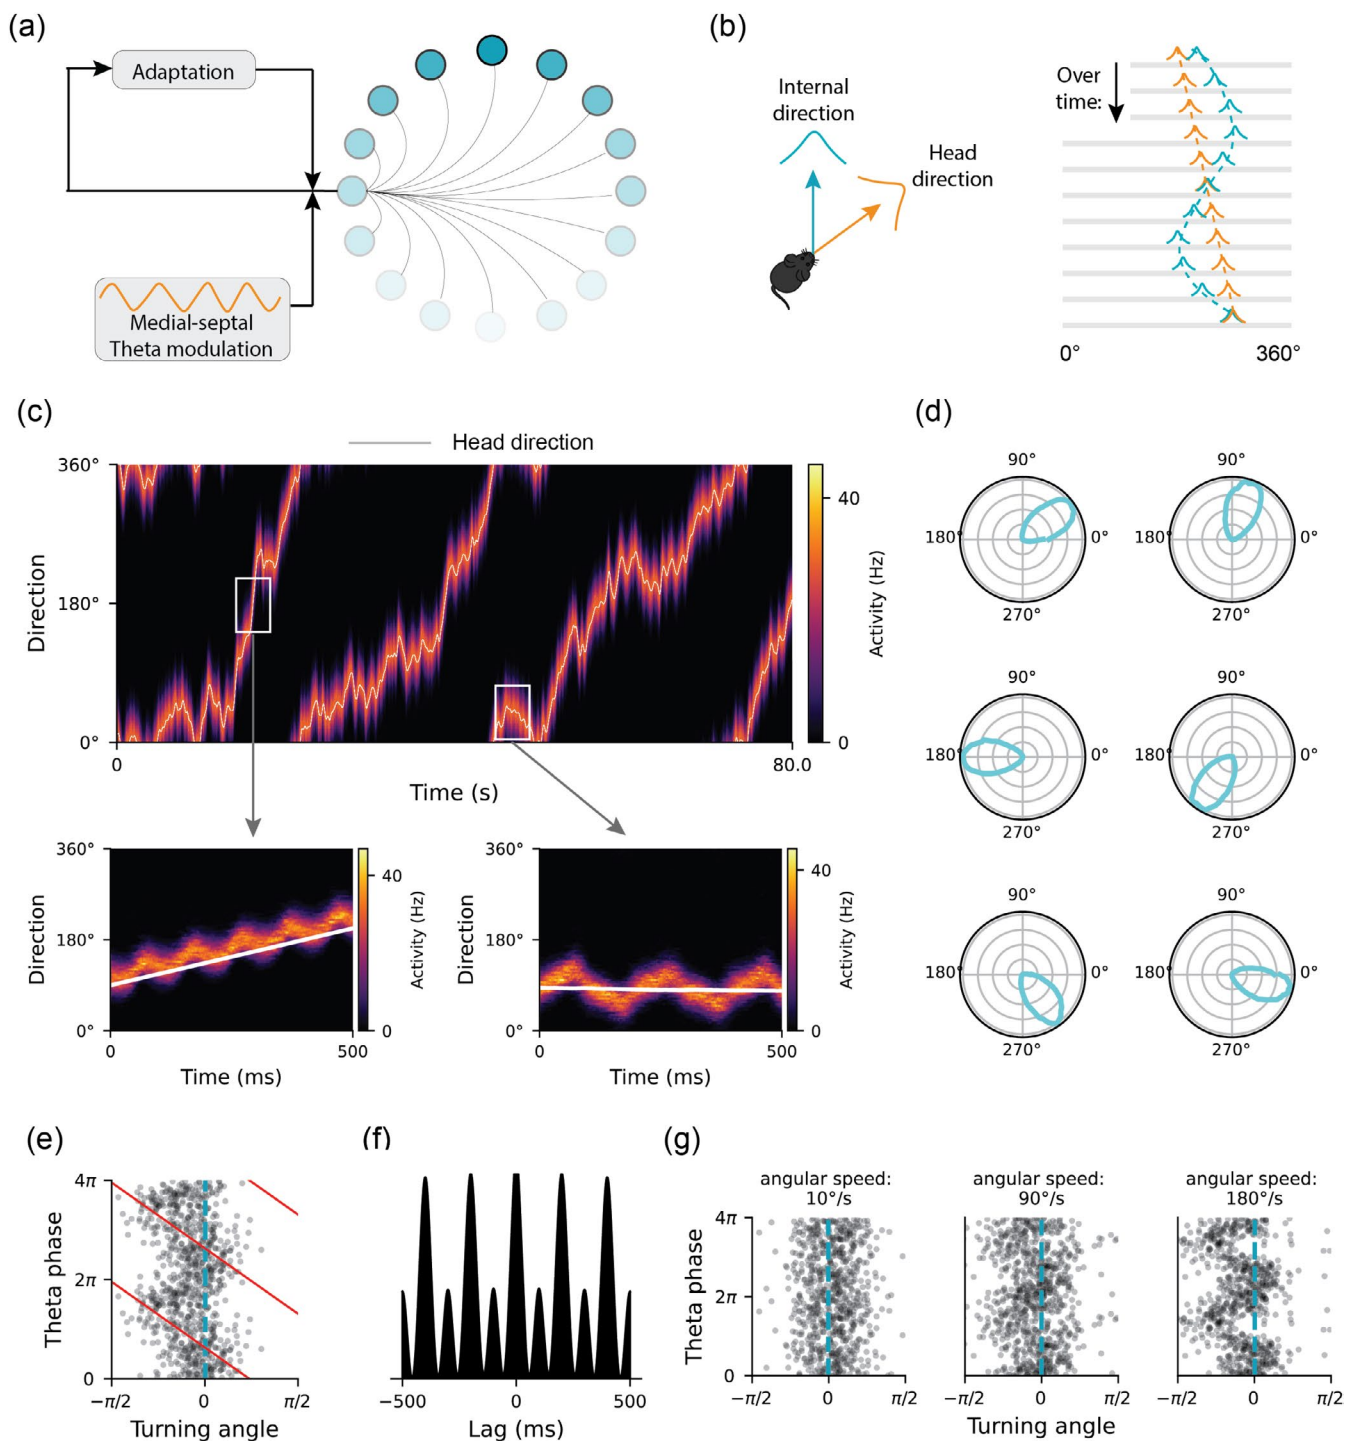 (a)
Adaptation
Medial-septal
Theta modulation
(b)
Internal
direction
Head
direction
Over
time:
0°
360°
(c)
Head direction
360°
180°
0°
Direction
0
80.0
Time (s)
40
0
Activity (Hz)
360°
180°
0°
Direction
0
500
Time (ms)
40
0
Activity (Hz)
360°
180°
0°
Direction
0
500
Time (ms)
40
0
Activity (Hz)
(d)
90°
180°
0°
270°
90°
180°
0°
270°
90°
180°
0°
270°
90°
180°
0°
270°
90°
180°
0°
270°
90°
180°
0°
270°
(e)
4π
2π
0
Theta phase
−π/2
0
π/2
Turning angle
(f)
−500
0
500
Lag (ms)
(g)
angular speed:
10°/s
angular speed:
90°/s
angular speed:
180°/s
4π
2π
0
Theta phase
−π/2
0
π/2
−π/2
0
π/2
−π/2
0
π/2
Turning angle